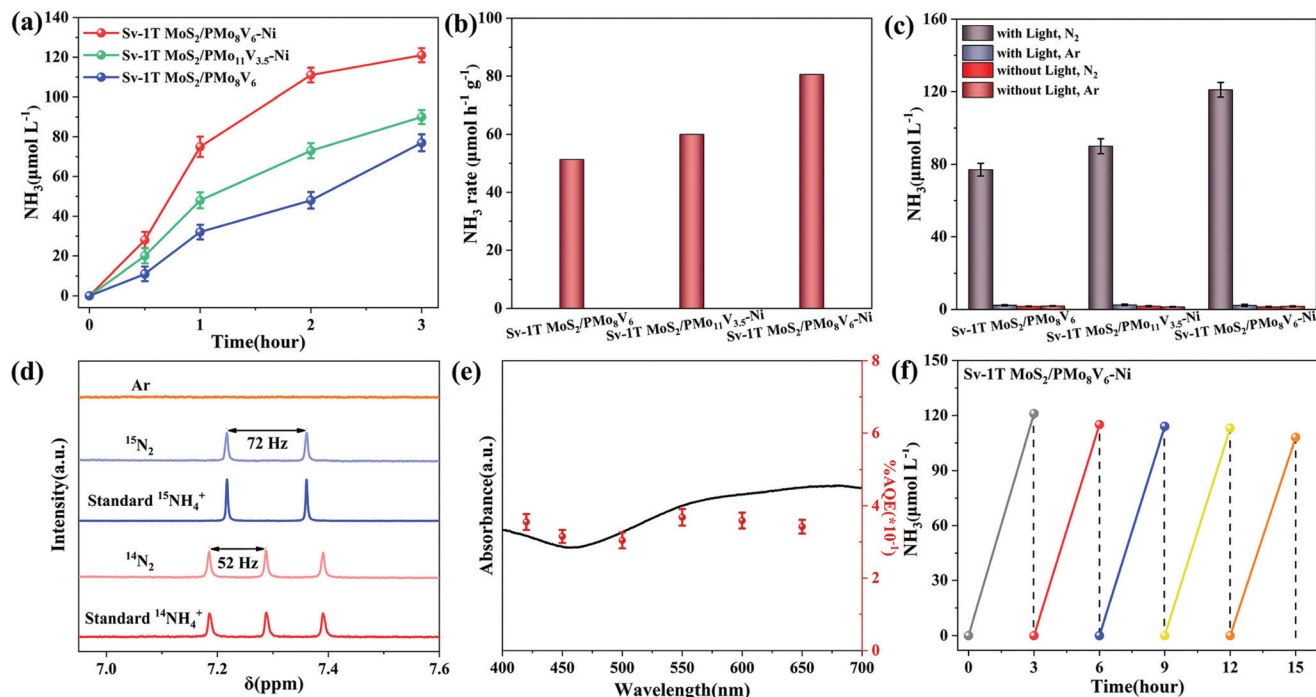 (a)
Sv-1T MoS₂/PMo₈V₆-Ni
Sv-1T MoS₂/PMo₁₁V₃.₅-Ni
Sv-1T MoS₂/PMo₈V₆
NH₃(μmol L⁻¹)
140
120
100
80
60
40
20
0
0 1 2 3
Time(hour)
(b)
NH₃ rate (μmol h⁻¹ g⁻¹)
100
80
60
40
20
0
Sv-1T MoS₂/PMo₈V₆
Sv-1T MoS₂/PMo₁₁V₃.₅-Ni
Sv-1T MoS₂/PMo₈V₆-Ni
(c)
with Light, N₂
with Light, Ar
without Light, N₂
without Light, Ar
NH₃(μmol L⁻¹)
160
120
80
40
0
Sv-1T MoS₂/PMo₈V₆
Sv-1T MoS₂/PMo₁₁V₃.₅-Ni
Sv-1T MoS₂/PMo₈V₆-Ni
(d)
Intensity(a.u.)
Ar
¹⁵N₂
72 Hz
Standard ¹⁵NH₄⁺
¹⁴N₂
52 Hz
Standard ¹⁴NH₄⁺
7.0 7.2 7.4 7.6
δ(ppm)
(e)
Absorbance(a.u.)
8
6
4
2
0
%AQE(*10⁻¹)
400 450 500 550 600 650 700
Wavelength(nm)
(f)
Sv-1T MoS₂/PMo₈V₆-Ni
NH₃(μmol L⁻¹)
150
120
90
60
30
0
0 3 6 9 12 15
Time(hour)